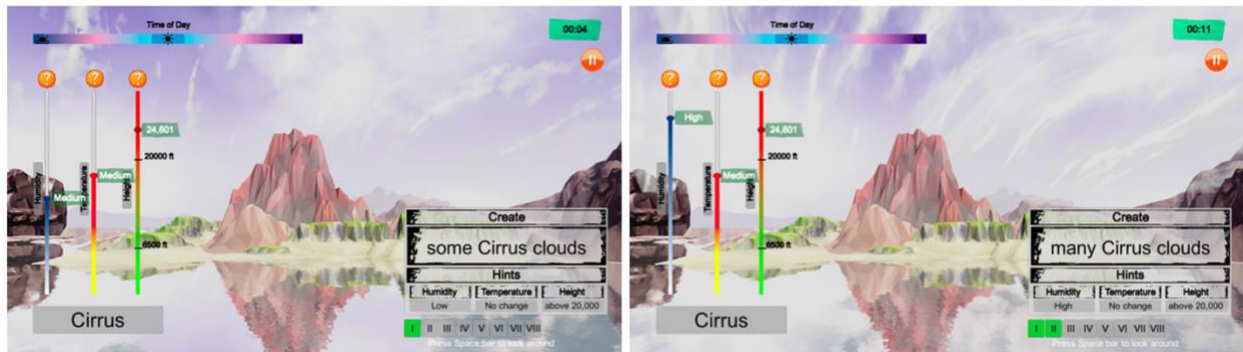 Time of Day
00:04
?
?
?
24,601
20000 ft
Humidity
Temperature
Height
Medium
Medium
6500 ft
Create
some Cirrus clouds
Hints
Humidity Temperature Height
Low No change above 20,000
Cirrus
I II III IV V VI VII VIII
Press Space bar to look around
Time of Day
00:11
?
?
?
High
24,601
20000 ft
Humidity
Temperature
Height
Medium
6500 ft
Create
many Cirrus clouds
Hints
Humidity Temperature Height
High No change above 20,000
Cirrus
I II III IV V VI VII VIII
Press Space bar to look around